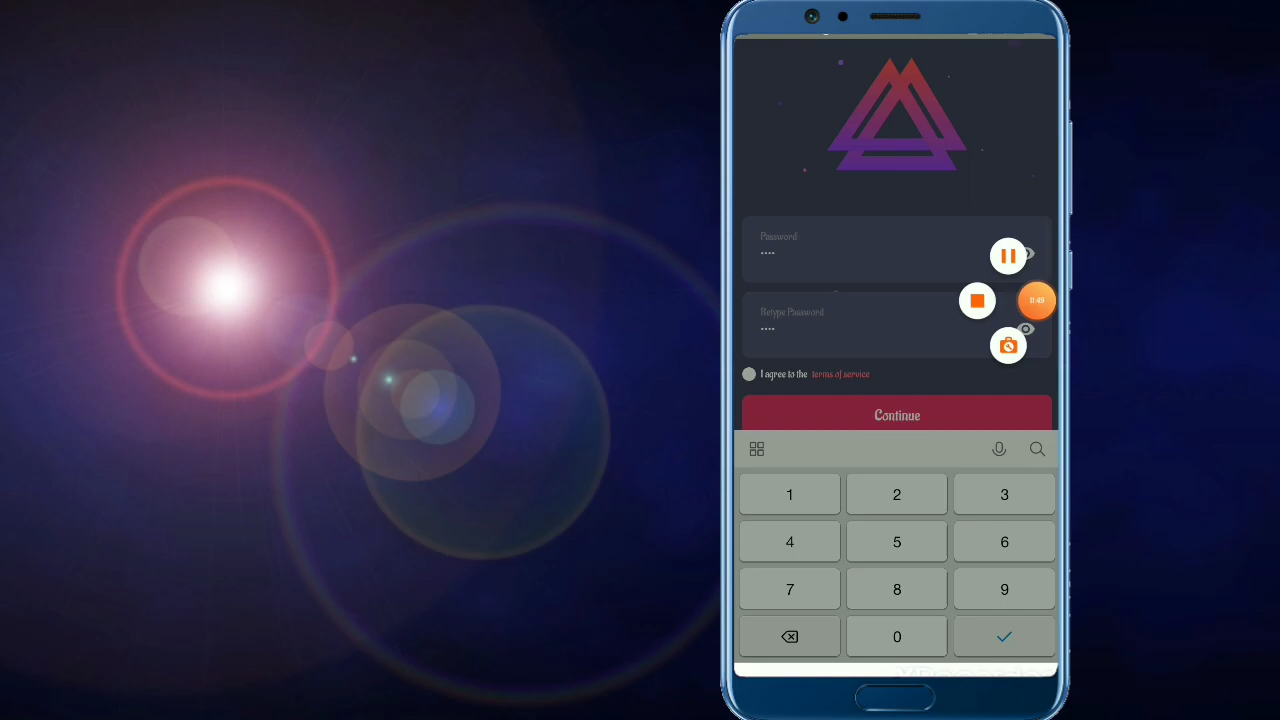 Password
••••
Retype Password
••••
I agree to the terms of service
Continue
1 2 3
4 5 6
7 8 9
0